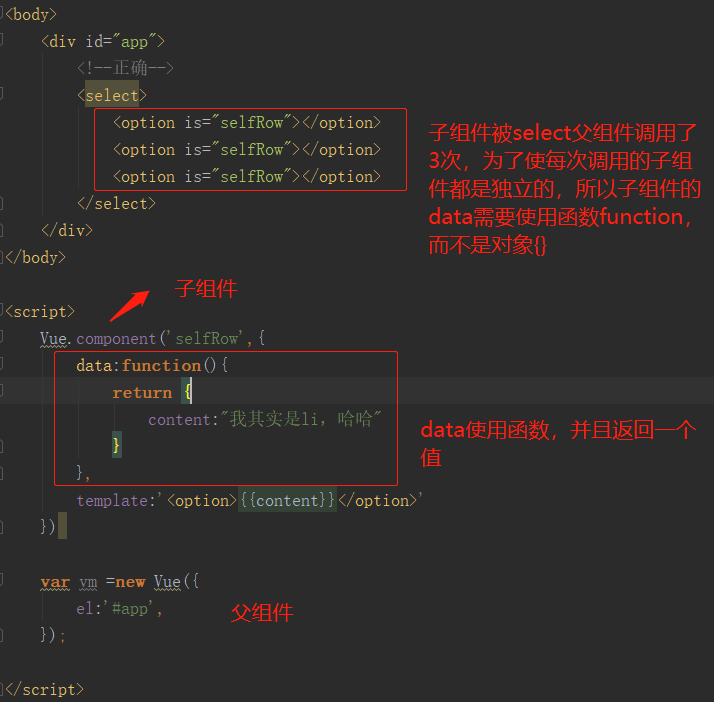 <body>
<div id="app">
<!--正确-->
<select>
<option is="selfRow"></option>
<option is="selfRow"></option>
<option is="selfRow"></option>
</select>
</div>
</body>
子组件被select父组件调用了
3次，为了使每次调用的子组
件都是独立的，所以子组件的
data需要使用函数function，
而不是对象{}
子组件
<script>
Vue.component('selfRow',{
data:function(){
return {
content:"我其实是li，哈哈"
}
},
template:'<option>{{content}}</option>'
})
data使用函数，并且返回一个
值
var vm =new Vue({
el:'#app',
});
父组件
</script>